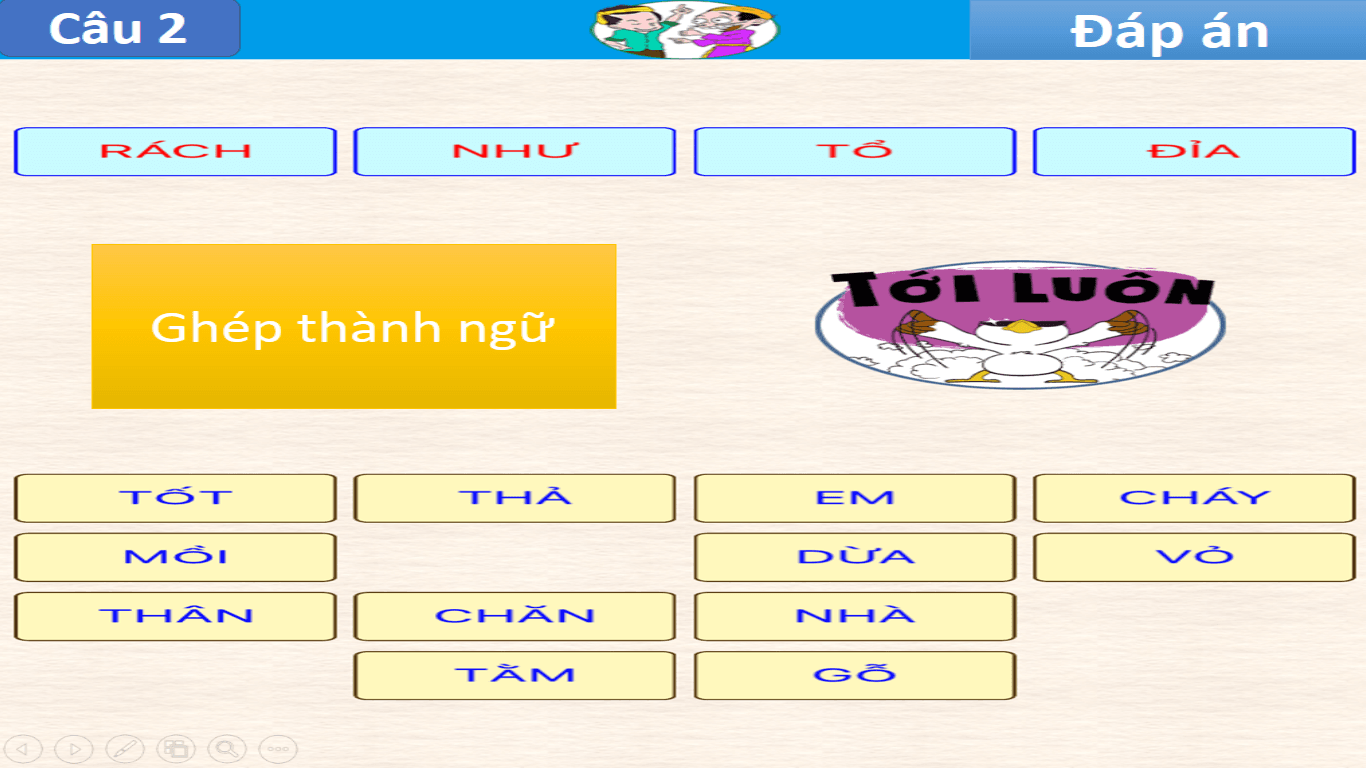 Câu 2
Đáp án
RÁCH NHƯ TỔ ĐỈA
Ghép thành ngữ
TỚI LUÔN
TỐT THẢ EM CHÁY
MỒI DỪA VỎ
THÂN CHĂN NHÀ
TẰM GỖ